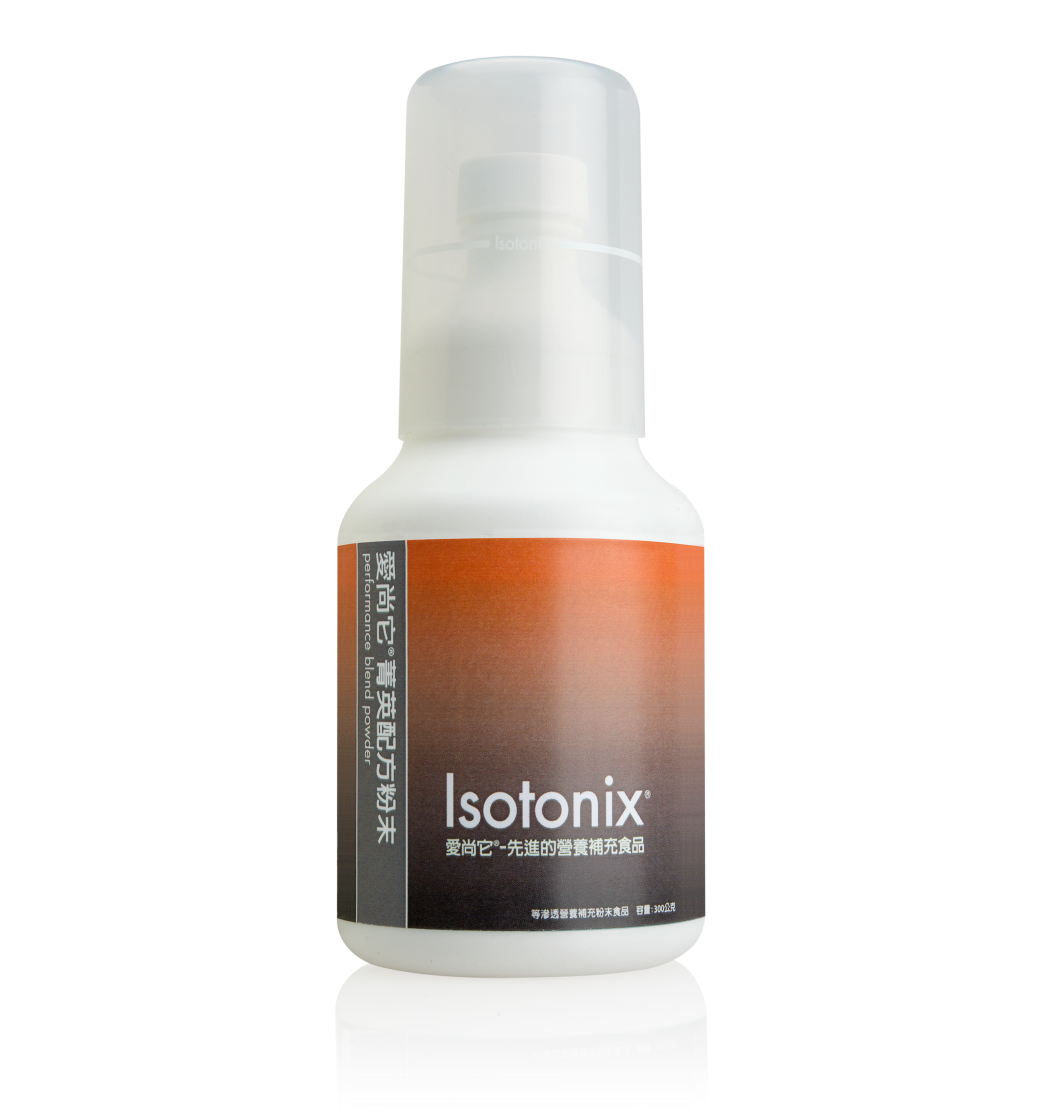 Isotonix
愛尚它®菁英配方粉末
performance blend powder
Isotonix®
愛尚它®-先進的營養補充食品
等滲透營養補充粉末食品 容量:300公克